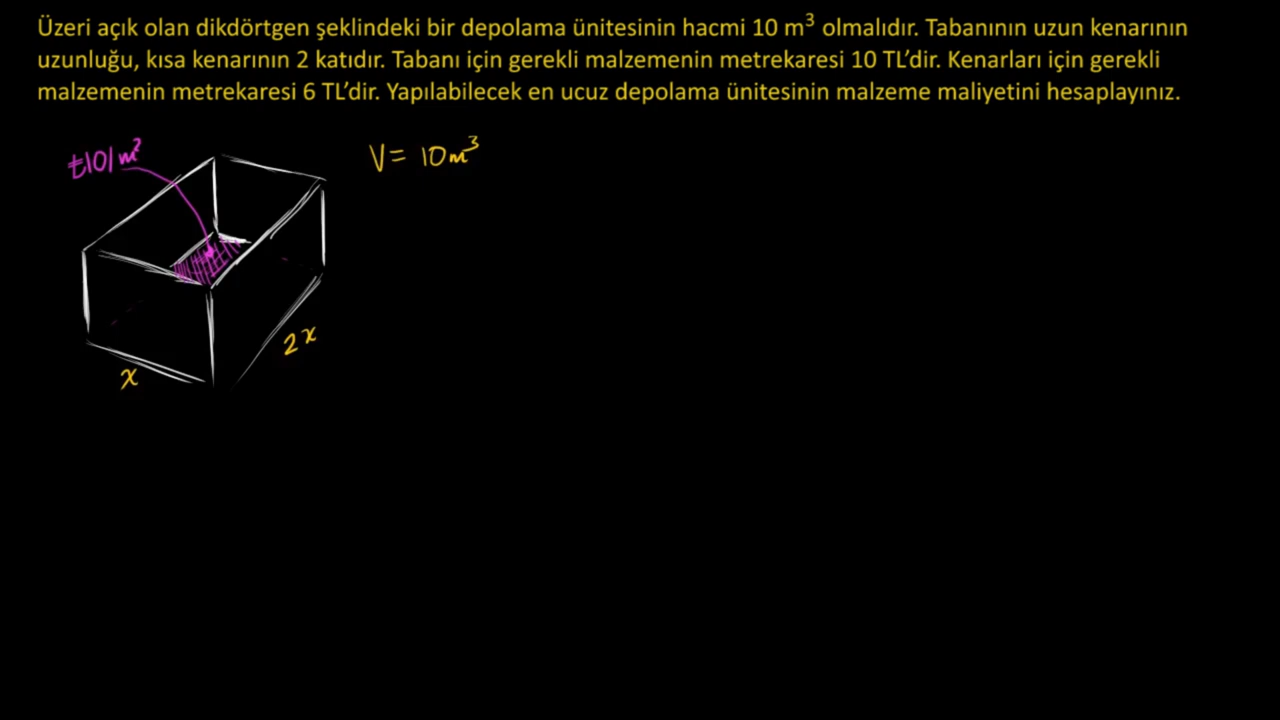 Üzeri açık olan dikdörtgen şeklindeki bir depolama ünitesinin hacmi 10 m³ olmalıdır. Tabanının uzun kenarının
uzunluğu, kısa kenarının 2 katıdır. Tabanı için gerekli malzemenin metrekaresi 10 TL’dir. Kenarları için gerekli
malzemenin metrekaresi 6 TL’dir. Yapılabilecek en ucuz depolama ünitesinin malzeme maliyetini hesaplayınız.
₺10/m² V = 10m³
2x
x